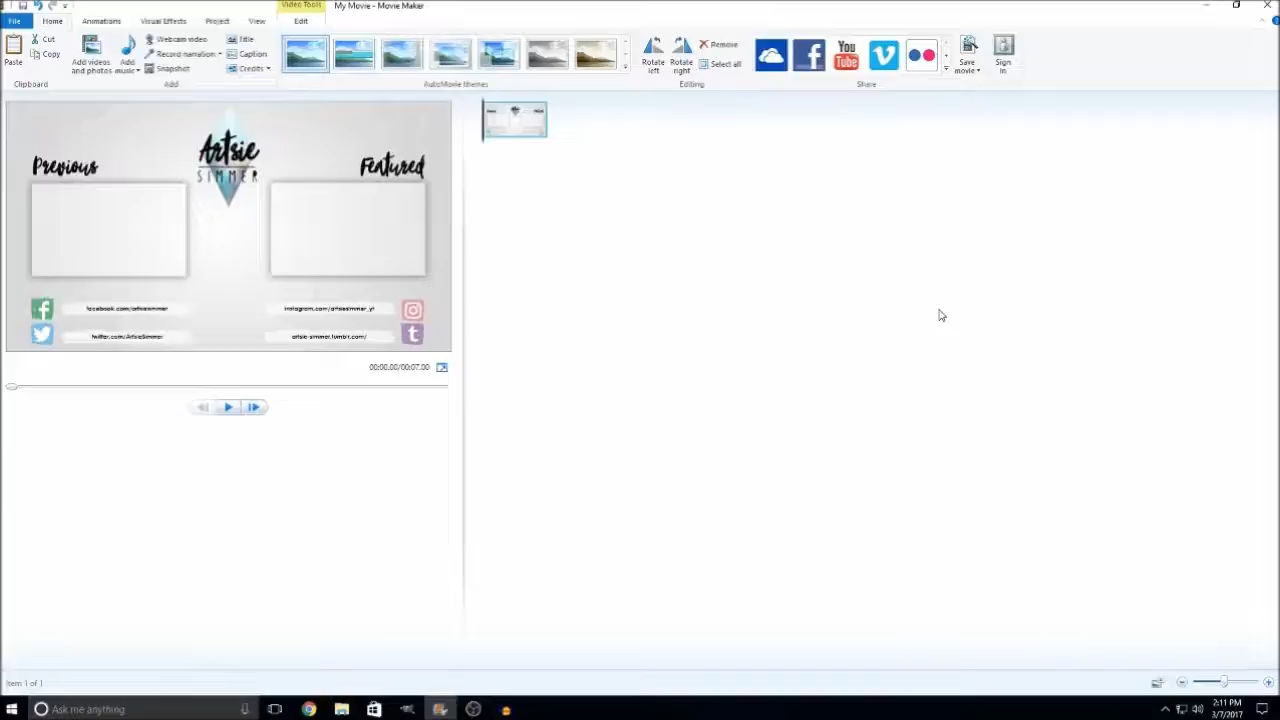 Video Tools
My Movie - Movie Maker
File
Home
Animations
Visual Effects
Project
View
Edit
Paste
Cut
Copy
Clipboard
Add videos
and photos
Add
music
Webcam video
Record narration
Snapshot
Title
Caption
Credits
Add
AutoMovie themes
Rotate
left
Rotate
right
Remove
Select all
Editing
You
Tube
Share
Save
movie
Sign
in
Previous
Artsie
SIMMER
Featured
facebook.com/artsiesimmer
instagram.com/artsiesimmer_yt
twitter.com/ArtsieSimmer
artsie-simmer.tumblr.com/
00:00.00/00:07.00
Item 1 of 1
Ask me anything
2:11 PM
3/7/2017